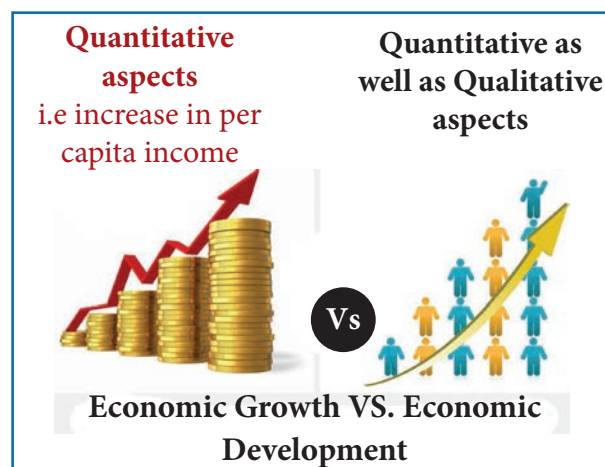 Quantitative
aspects
i.e increase in per
capita income
Quantitative as
well as Qualitative
aspects
Vs
Economic Growth VS. Economic
Development